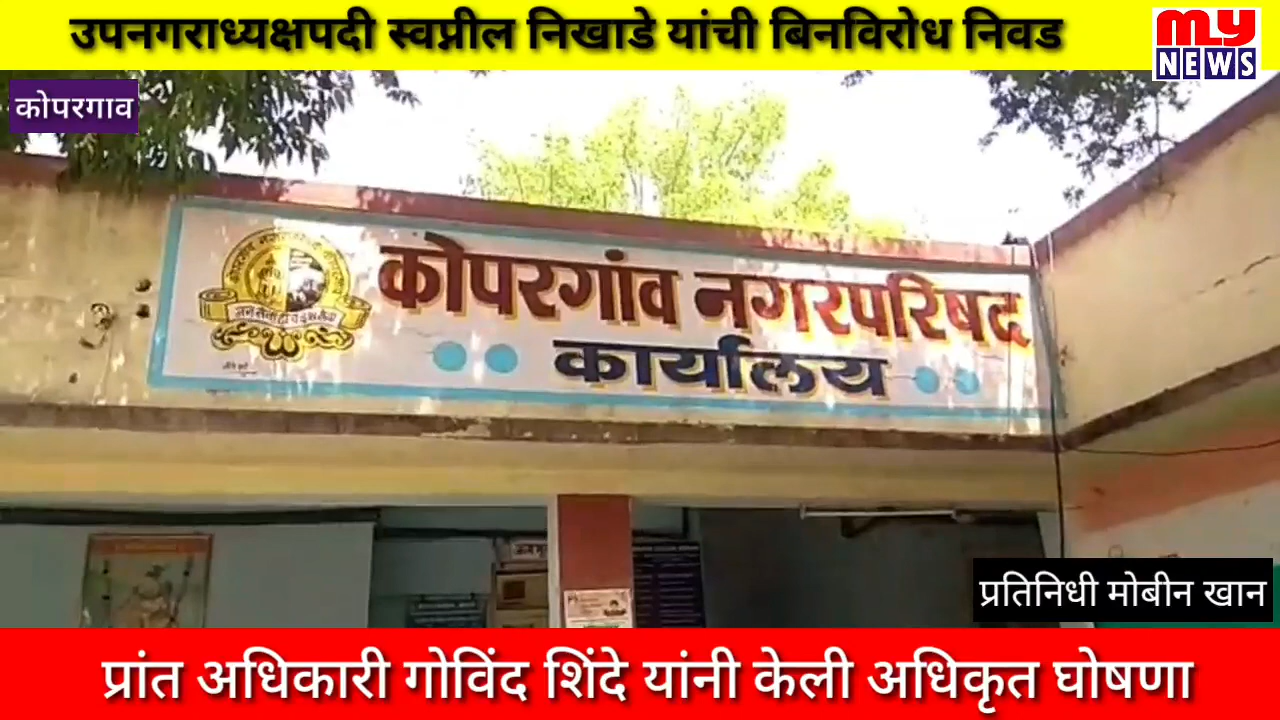 उपनगराध्यक्षपदी स्वप्नील निखाडे यांची बिनविरोध निवड
my
NEWS
कोपरगाव
कोपरगांव नगरपरिषद
कार्यालय
प्रतिनिधी मोबीन खान
प्रांत अधिकारी गोविंद शिंदे यांनी केली अधिकृत घोषणा